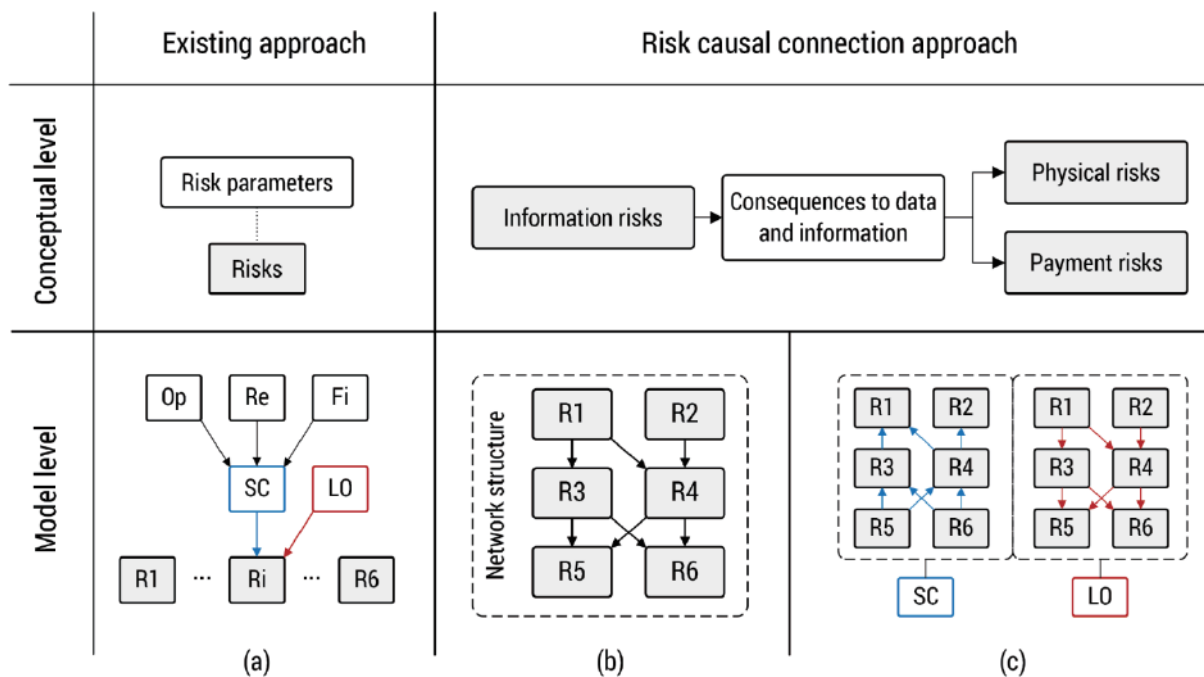 Existing approach
Risk causal connection approach
Conceptual level
Risk parameters
Risks
Information risks
Consequences to data
and information
Physical risks
Payment risks
Model level
Op
Re
Fi
SC
LO
R1
...
Ri
...
R6
Network structure
R1
R2
R3
R4
R5
R6
R1
R2
R3
R4
R5
R6
SC
R1
R2
R3
R4
R5
R6
LO
(a)
(b)
(c)